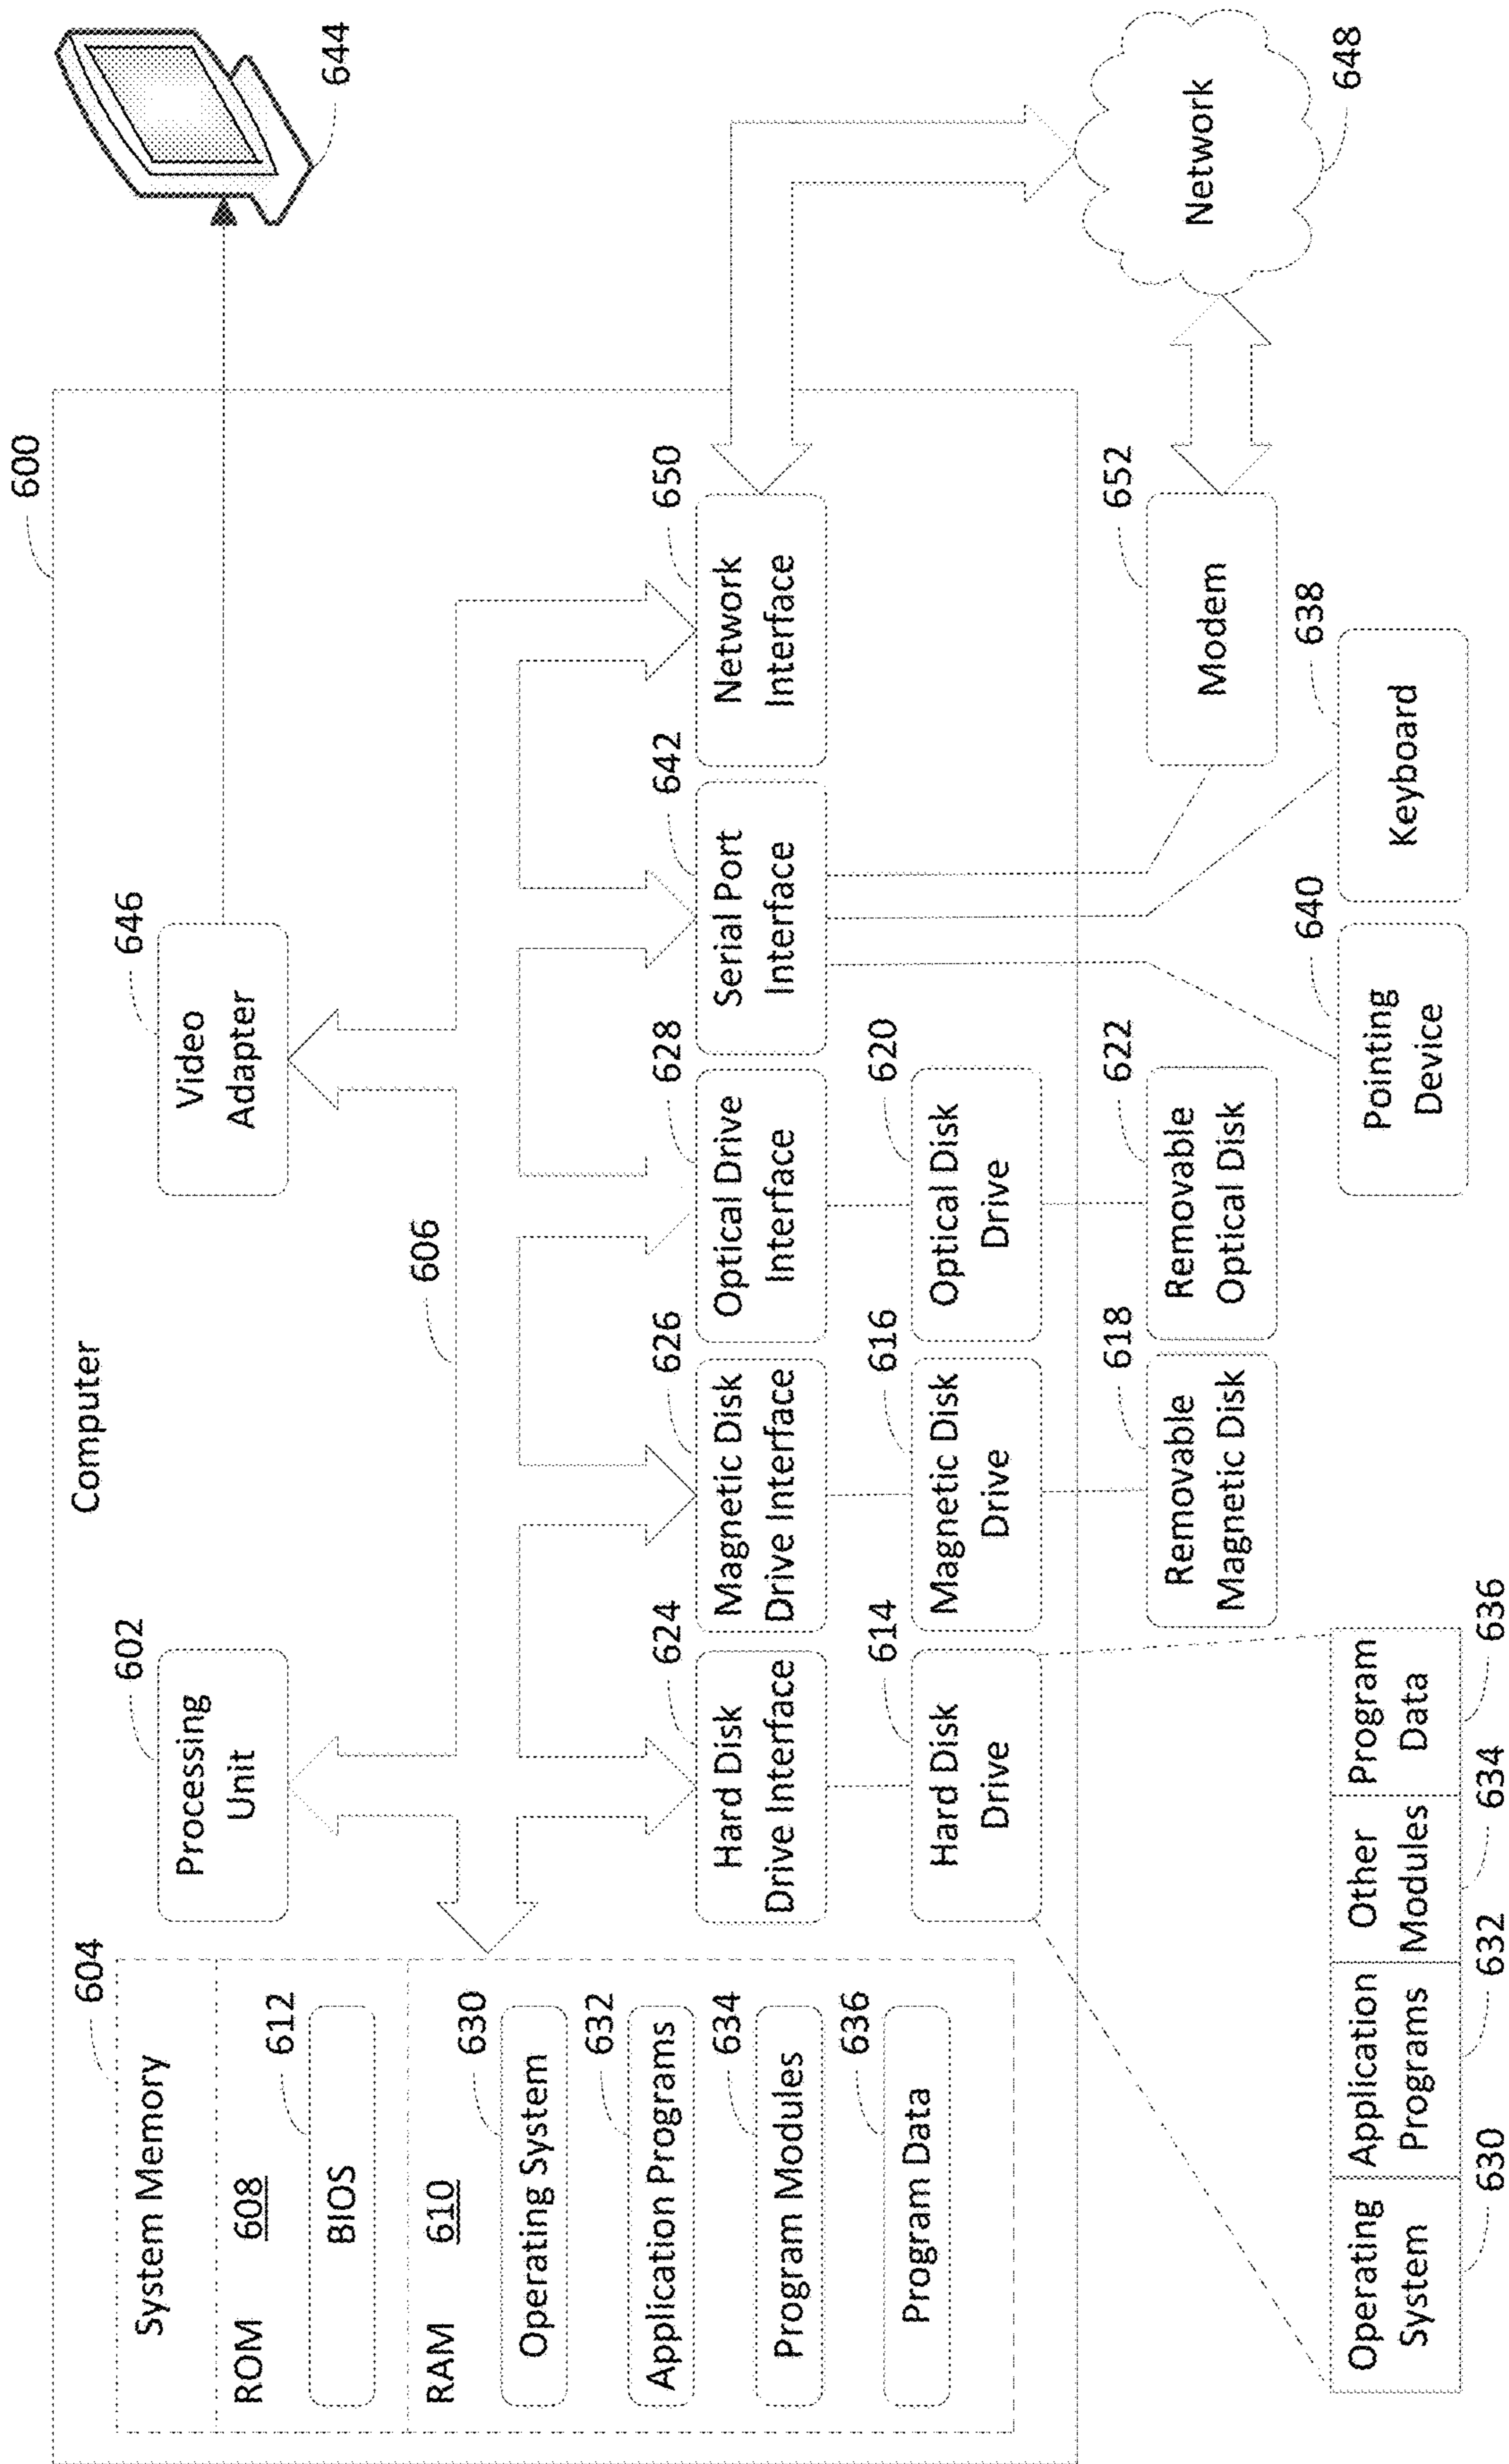 600
Computer
604
System Memory
ROM 608
612
BIOS
RAM 610
630
Operating System
632
Application Programs
634
Program Modules
636
Program Data
602
Processing
Unit
646
Video
Adapter
644
606
624
Hard Disk
Drive Interface
626
Magnetic Disk
Drive Interface
628
Optical Drive
Interface
642
Serial Port
Interface
650
Network
Interface
614
Hard Disk
Drive
616
Magnetic Disk
Drive
620
Optical Disk
Drive
618
Removable
Magnetic Disk
622
Removable
Optical Disk
652
Modem
Network
648
640
Pointing
Device
638
Keyboard
Operating
System
Application
Programs
Other
Modules
Program
Data
630
632
634
636